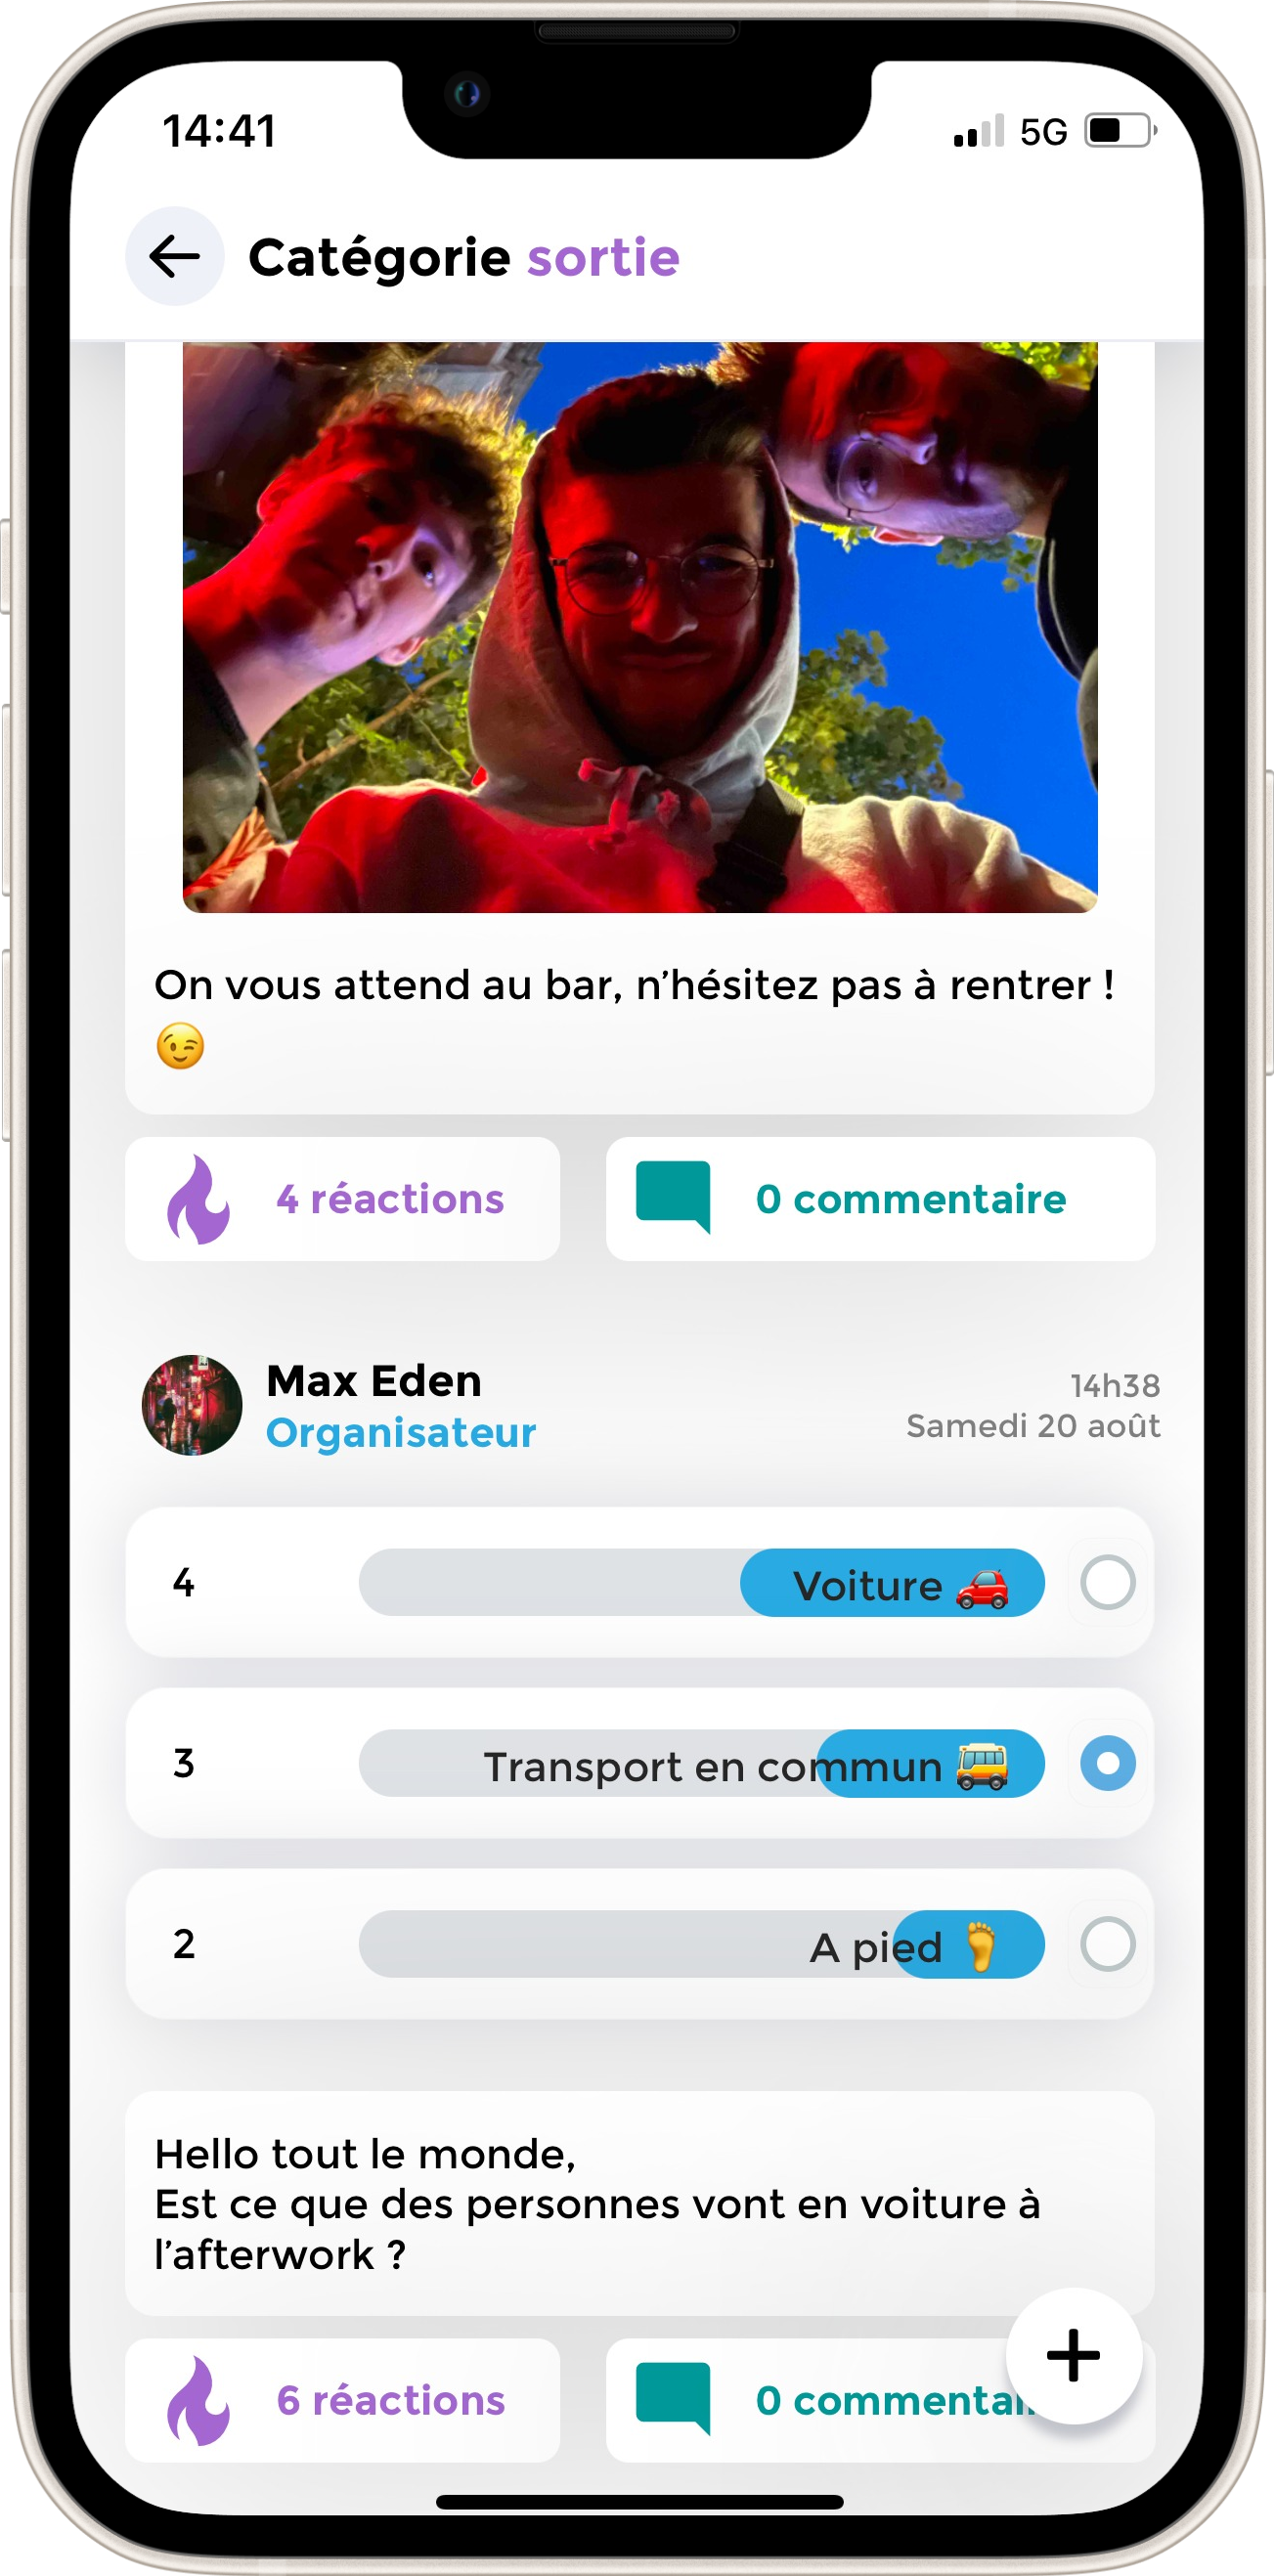 14:41
5G
Catégorie sortie
On vous attend au bar, n’hésitez pas à rentrer !
😉
4 réactions
0 commentaire
Max Eden
Organisateur
14h38
Samedi 20 août
4
Voiture 🚗
3
Transport en commun 🚌
2
A pied 🦶
Hello tout le monde,
Est ce que des personnes vont en voiture à
l’afterwork ?
6 réactions
0